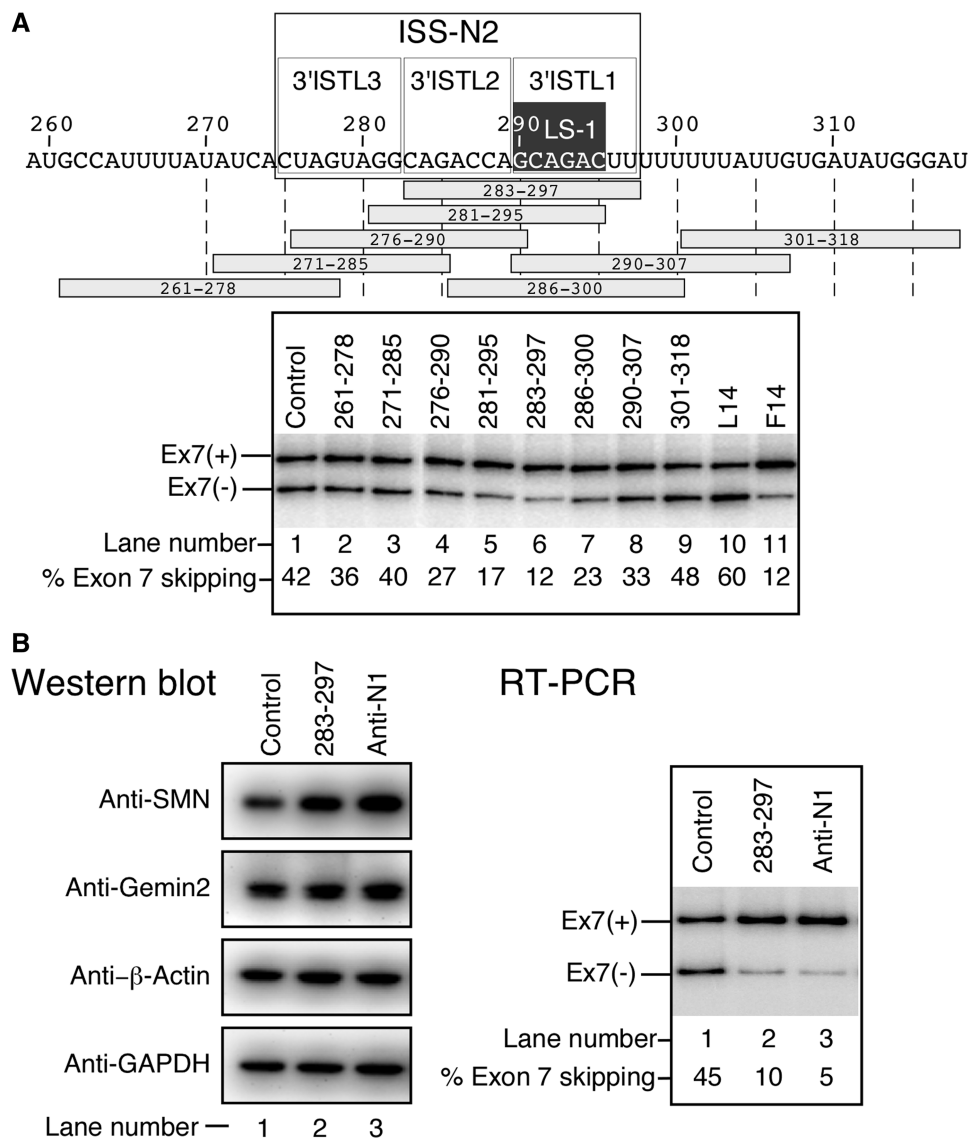 A
ISS-N2
3'ISTL3 3'ISTL2 3'ISTL1
260 270 280 290 LS-1 300 310
AUGCCAUUUUAUAUCACUAGUAGGCAGACCAGCAGACUUUUUUUUAUUGUGAUAUGGGAU
283–297
281–295
276–290 301–318
271–285 290–307
261–278 286–300
Control 261-278 271-285 276-290 281-295 283-297 286-300 290-307 301-318 L14 F14
Ex7(+)
Ex7(-)
Lane number 1 2 3 4 5 6 7 8 9 10 11
% Exon 7 skipping 42 36 40 27 17 12 23 33 48 60 12
B
Western blot
Control 283-297 Anti-N1
Anti-SMN
Anti-Gemin2
Anti–β-Actin
Anti-GAPDH
Lane number 1 2 3
RT-PCR
Control 283-297 Anti-N1
Ex7(+)
Ex7(-)
Lane number 1 2 3
% Exon 7 skipping 45 10 5